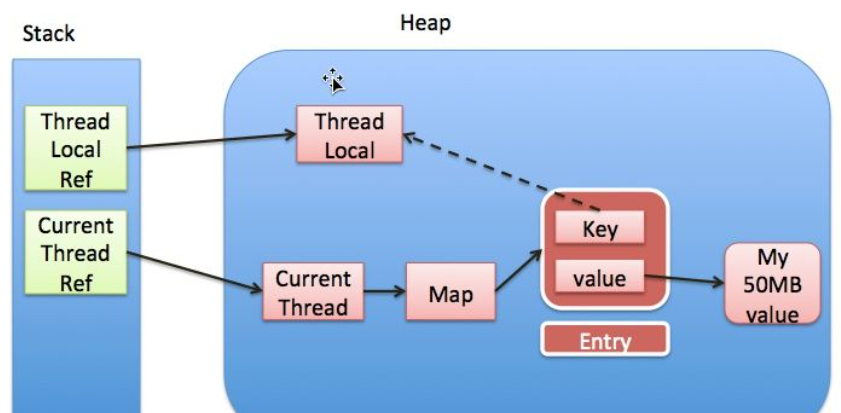 Stack
Heap
Thread
Local
Ref
Thread
Local
Current
Thread
Ref
Current
Thread
Map
Key
value
My
50MB
value
Entry